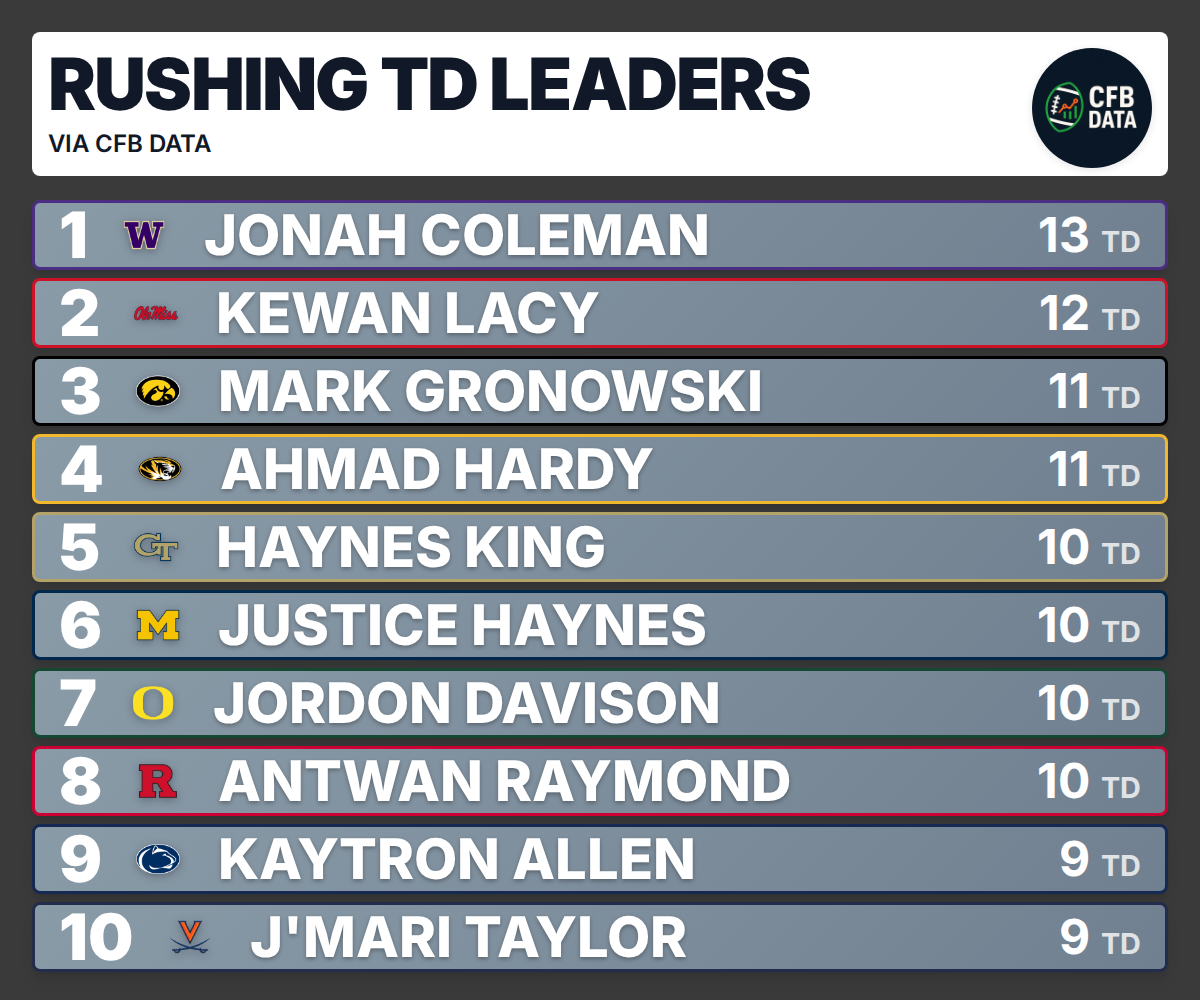 RUSHING TD LEADERS
VIA CFB DATA
CFB
DATA
1 W JONAH COLEMAN 13 TD
2 Ole Miss KEWAN LACY 12 TD
3 MARK GRONOWSKI 11 TD
4 AHMAD HARDY 11 TD
5 GT HAYNES KING 10 TD
6 M JUSTICE HAYNES 10 TD
7 O JORDON DAVISON 10 TD
8 R ANTWAN RAYMOND 10 TD
9 KAYTRON ALLEN 9 TD
10 V J'MARI TAYLOR 9 TD